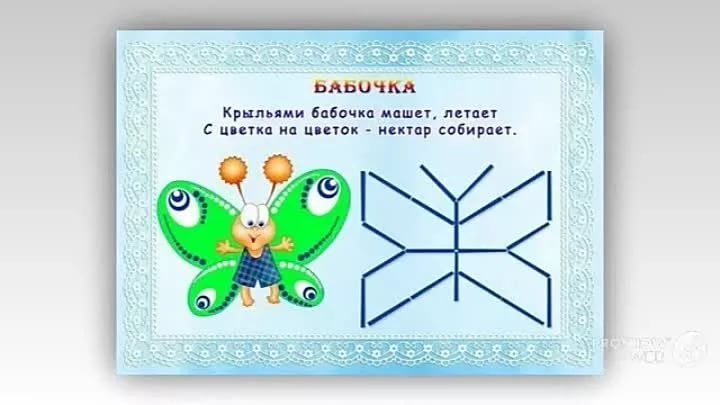 БАБОЧКА
Крыльями бабочка машет, летает
С цветка на цветок - нектар собирает.